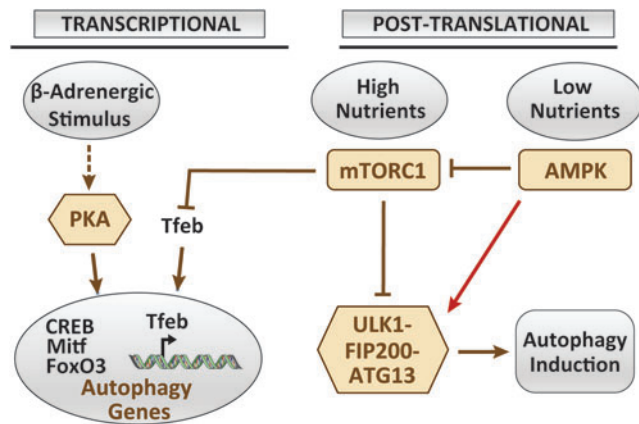 TRANSCRIPTIONAL
POST-TRANSLATIONAL
β-Adrenergic
Stimulus
High
Nutrients
Low
Nutrients
mTORC1
AMPK
PKA
Tfeb
CREB
Mitf
FoxO3
Tfeb
Autophagy
Genes
ULK1-
FIP200-
ATG13
Autophagy
Induction